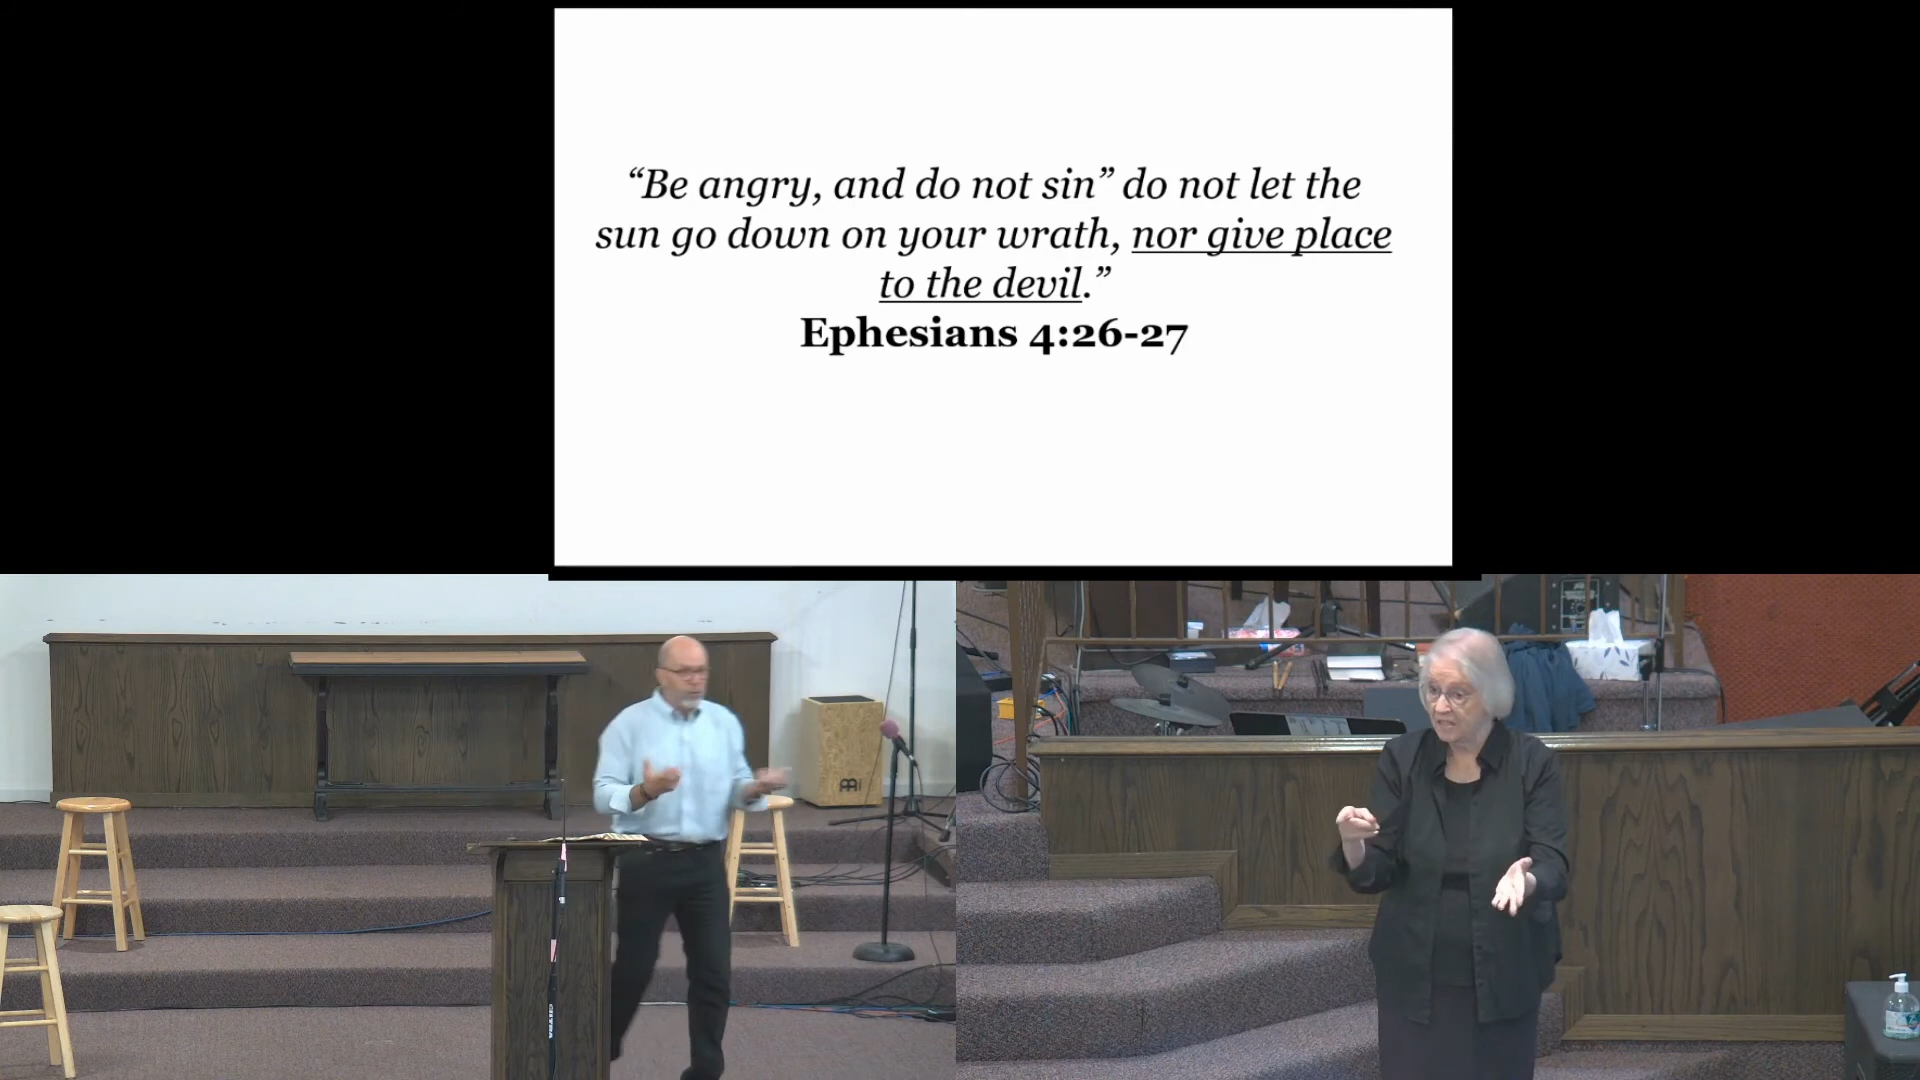 “Be angry, and do not sin” do not let the
sun go down on your wrath, nor give place
to the devil.”
Ephesians 4:26-27